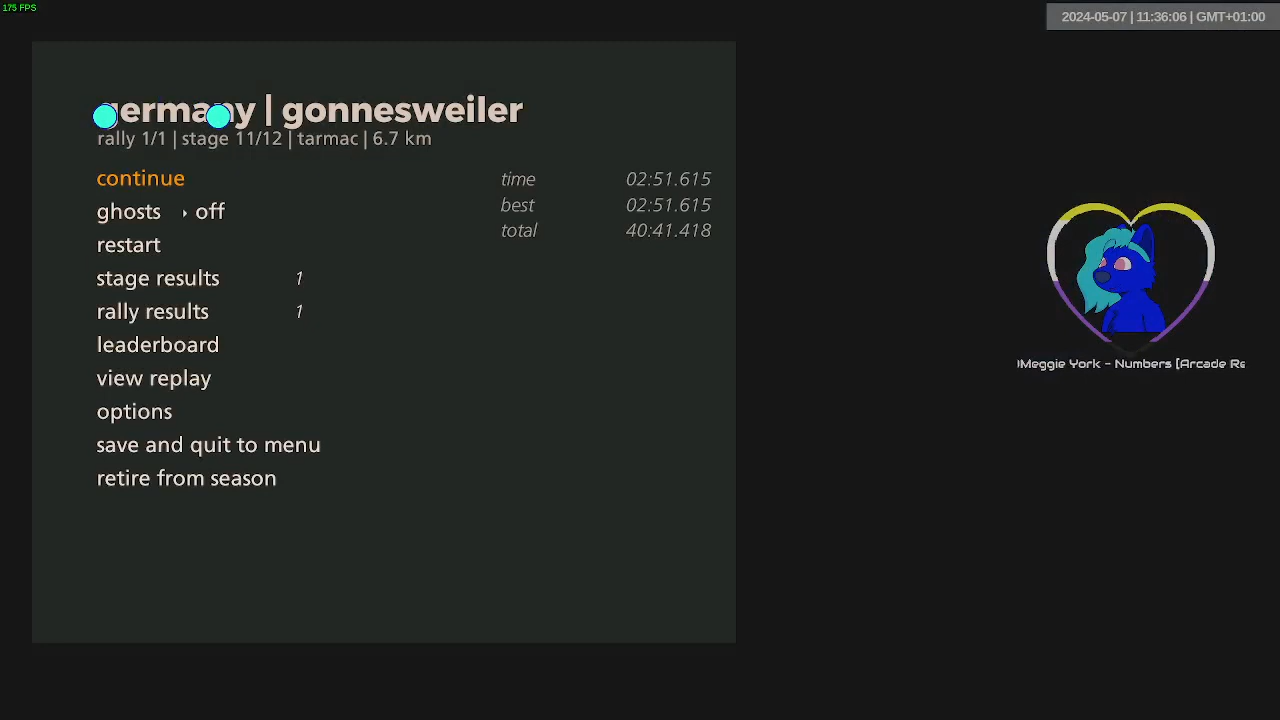 175 FPS
2024-05-07 | 11:36:06 | GMT+01:00
germany | gonnesweiler
rally 1/1 | stage 11/12 | tarmac | 6.7 km
continue
ghosts ‣ off
restart
stage results 1
rally results 1
leaderboard
view replay
options
save and quit to menu
retire from season
time 02:51.615
best 02:51.615
total 40:41.418
Meggie York - Numbers [Arcade Re